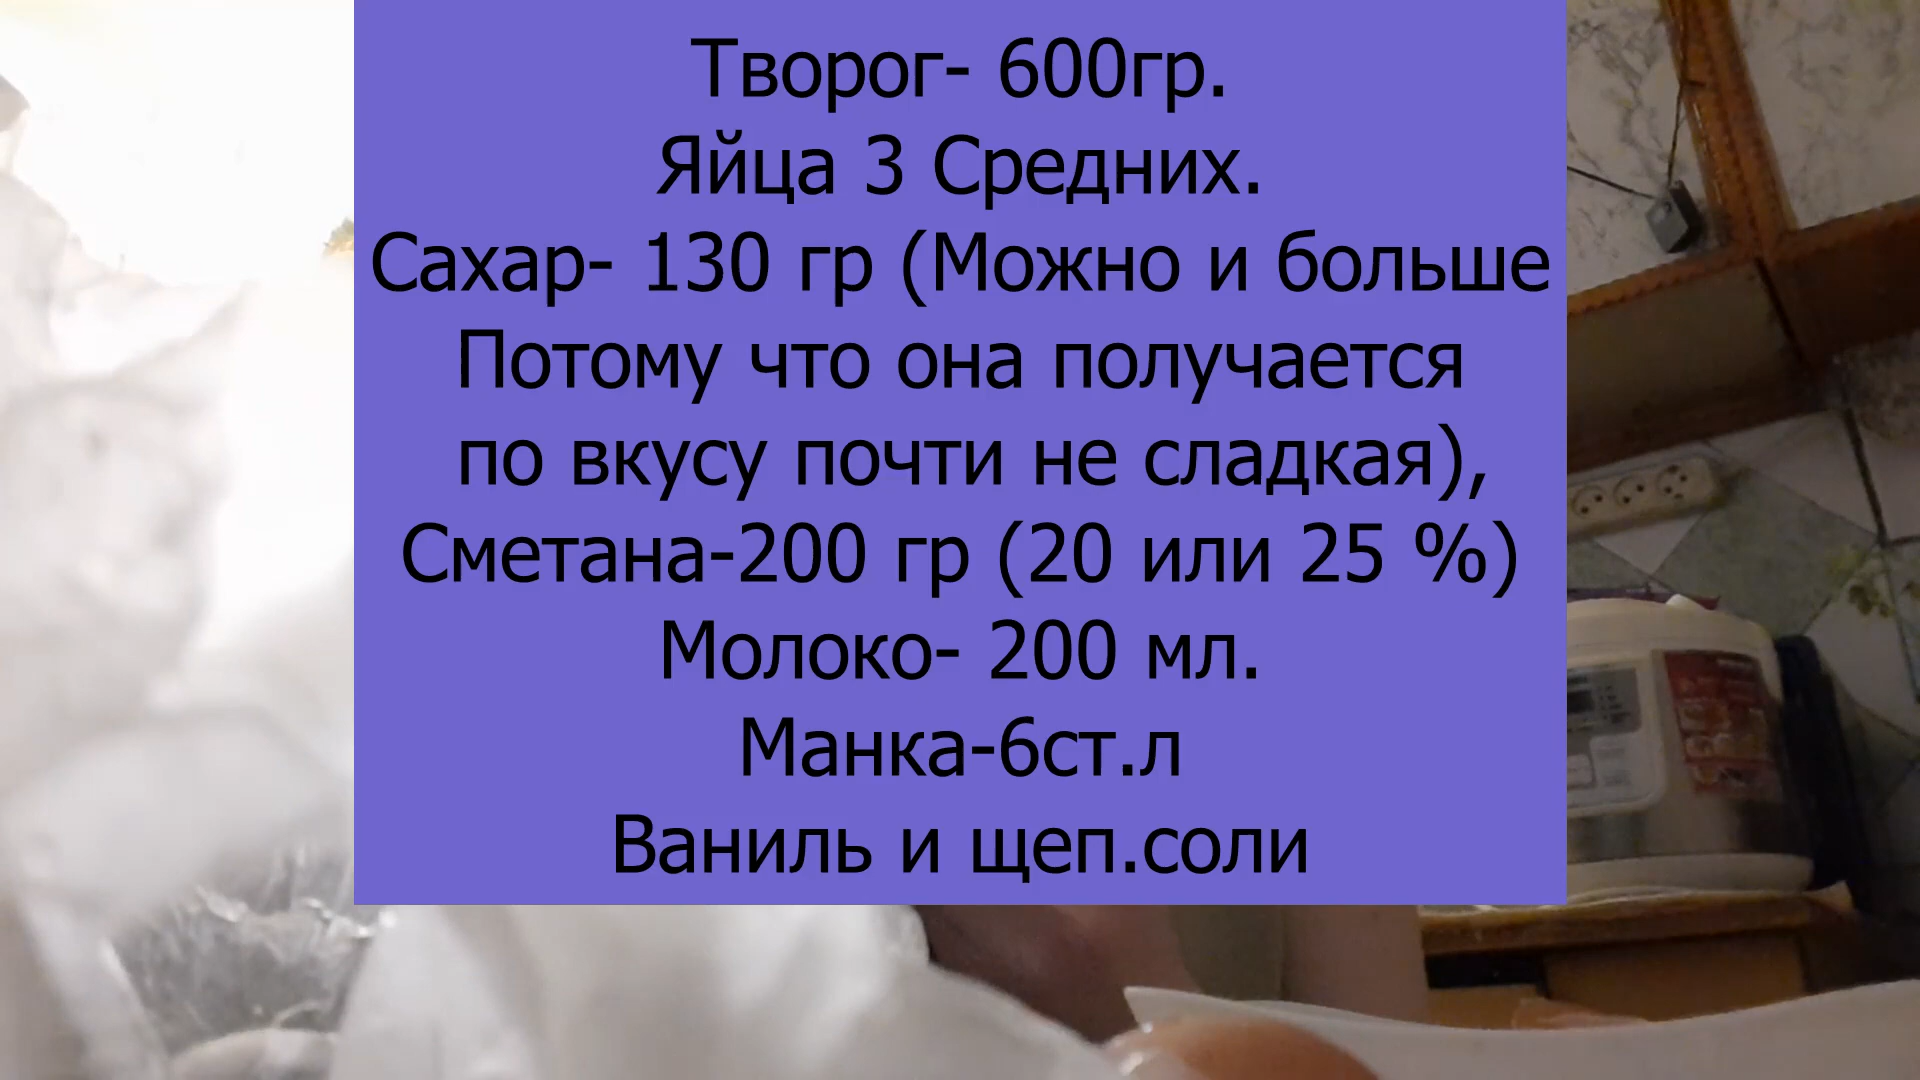 Творог- 600гр.
Яйца 3 Средних.
Сахар- 130 гр (Можно и больше
Потому что она получается
по вкусу почти не сладкая),
Сметана-200 гр (20 или 25 %)
Молоко- 200 мл.
Манка-6ст.л
Ваниль и щеп.соли